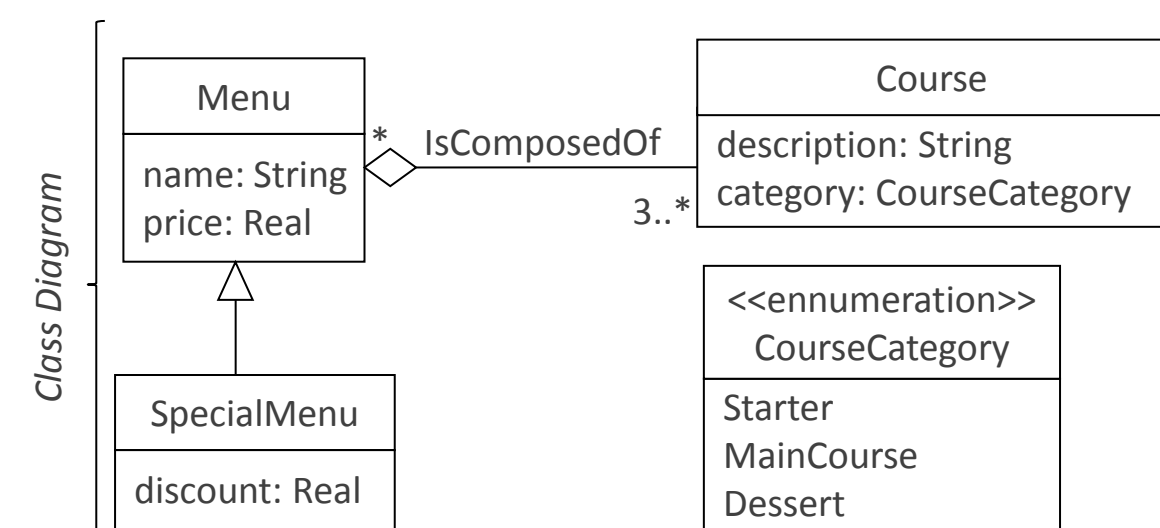 Class Diagram
Menu
name: String
price: Real
*
IsComposedOf
3..*
Course
description: String
category: CourseCategory
SpecialMenu
discount: Real
<<ennumeration>>
CourseCategory
Starter
MainCourse
Dessert